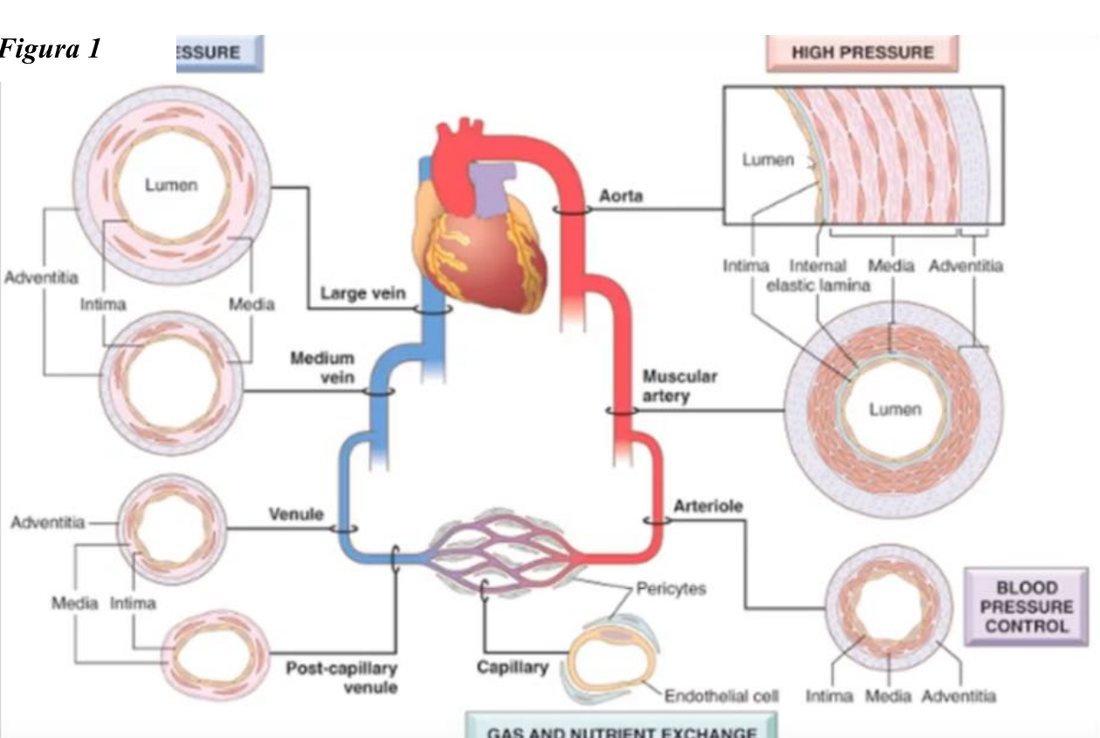 Figura 1
ESSURE
HIGH PRESSURE
Lumen
Lumen
Aorta
Adventitia
Intima
Media
Large vein
Intima
Internal
elastic lamina
Media
Adventitia
Medium
vein
Muscular
artery
Lumen
Adventitia
Venule
Arteriole
Media
Intima
Pericytes
BLOOD
PRESSURE
CONTROL
Post-capillary
venule
Capillary
Endothelial cell
Intima
Media
Adventitia
GAS AND NUTRIENT EXCHANGE